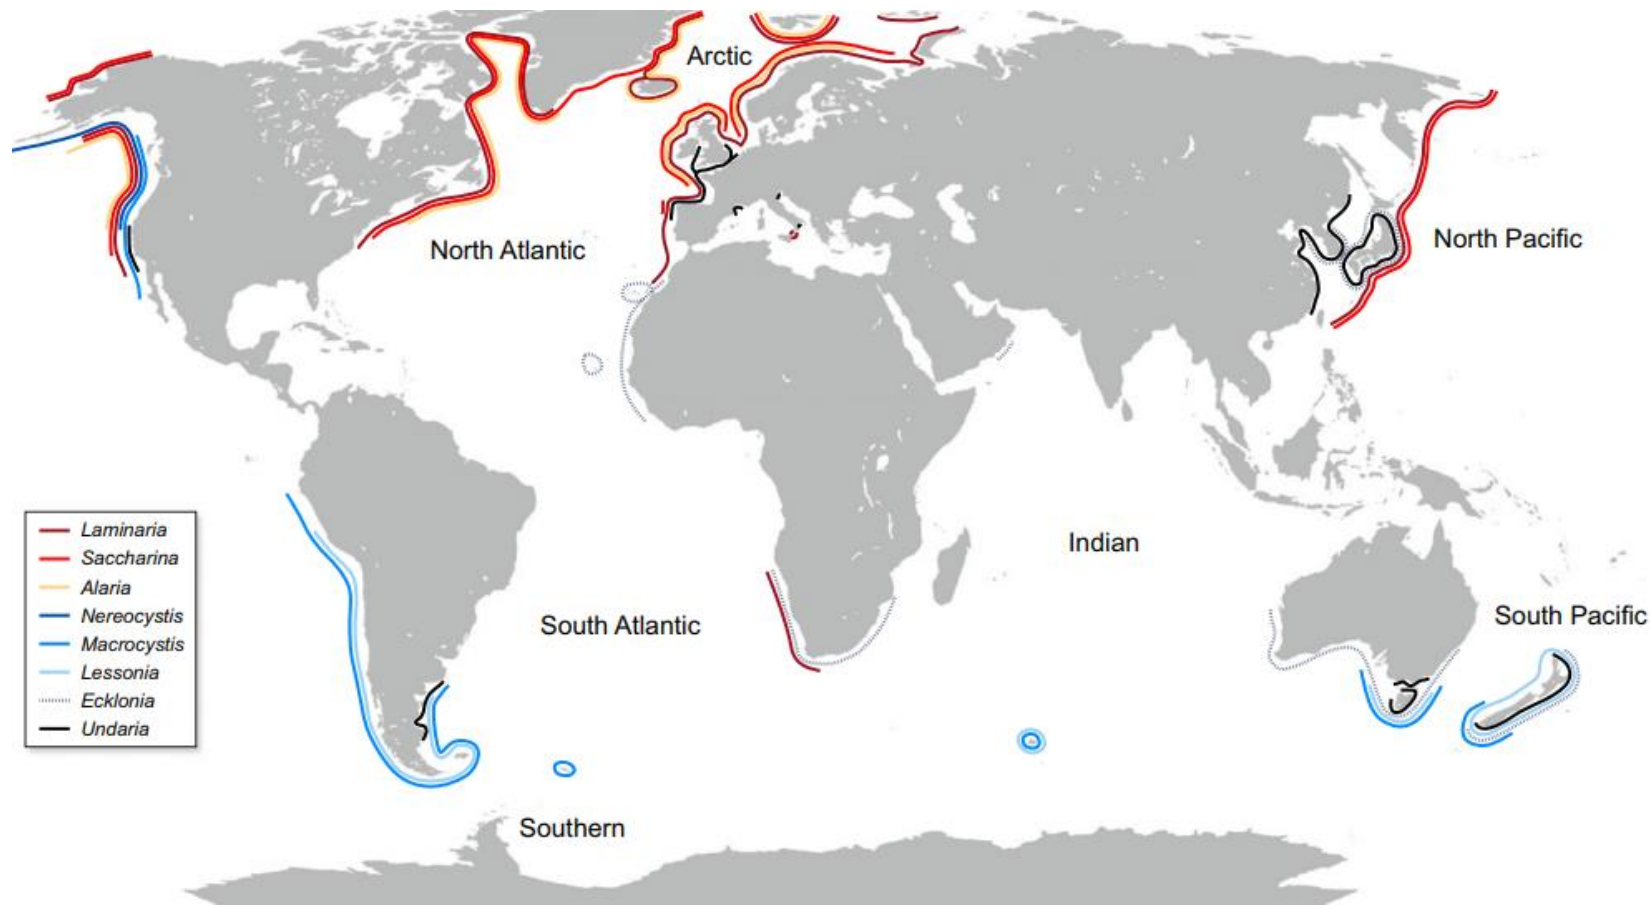 Arctic
North Atlantic
North Pacific
Laminaria
Saccharina
Alaria
Nereocystis
Macrocystis
Lessonia
Ecklonia
Undaria
Indian
South Atlantic
South Pacific
Southern